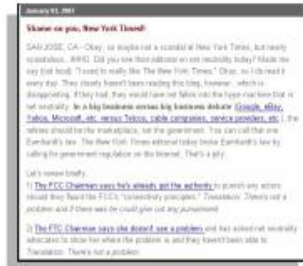 January 03, 2007
Shame on you, New York Times!
SAN JOSE, CA - Okay, so maybe not a scandal at New York Times, but nearly
scandalous... IMHO. Did you see their editorial on net neutrality today? Made me
say (out loud), "I used to really like The New York Times." Okay, so I do read it
every day. They clearly haven't been reading this blog, however, which is
disappointing. If they had, they would have not fallen into the hype machine that is
net neutrality. In a big business versus big business debate (Google, eBay,
Yahoo, Microsoft, etc. versus Telcos, cable companies, service providers, etc.), the
referee should be the marketplace, not the government. You can call that one
Earnhardt's law. The New York Times editorial today broke Earnhardt's law by
calling for government regulation on the Internet. That's a pity.
Let's review briefly.
1) The FCC Chairman says he's already got the authority to punish any actors
should they flaunt the FCC's "connectivity principles." Translation: There's not a
problem and if there was he could give out any punishment.
2) The FTC Chairman says she doesn't see a problem and has asked net neutrality
advocates to show her where the problem is and they haven't been able to.
Translation: There's not a problem.